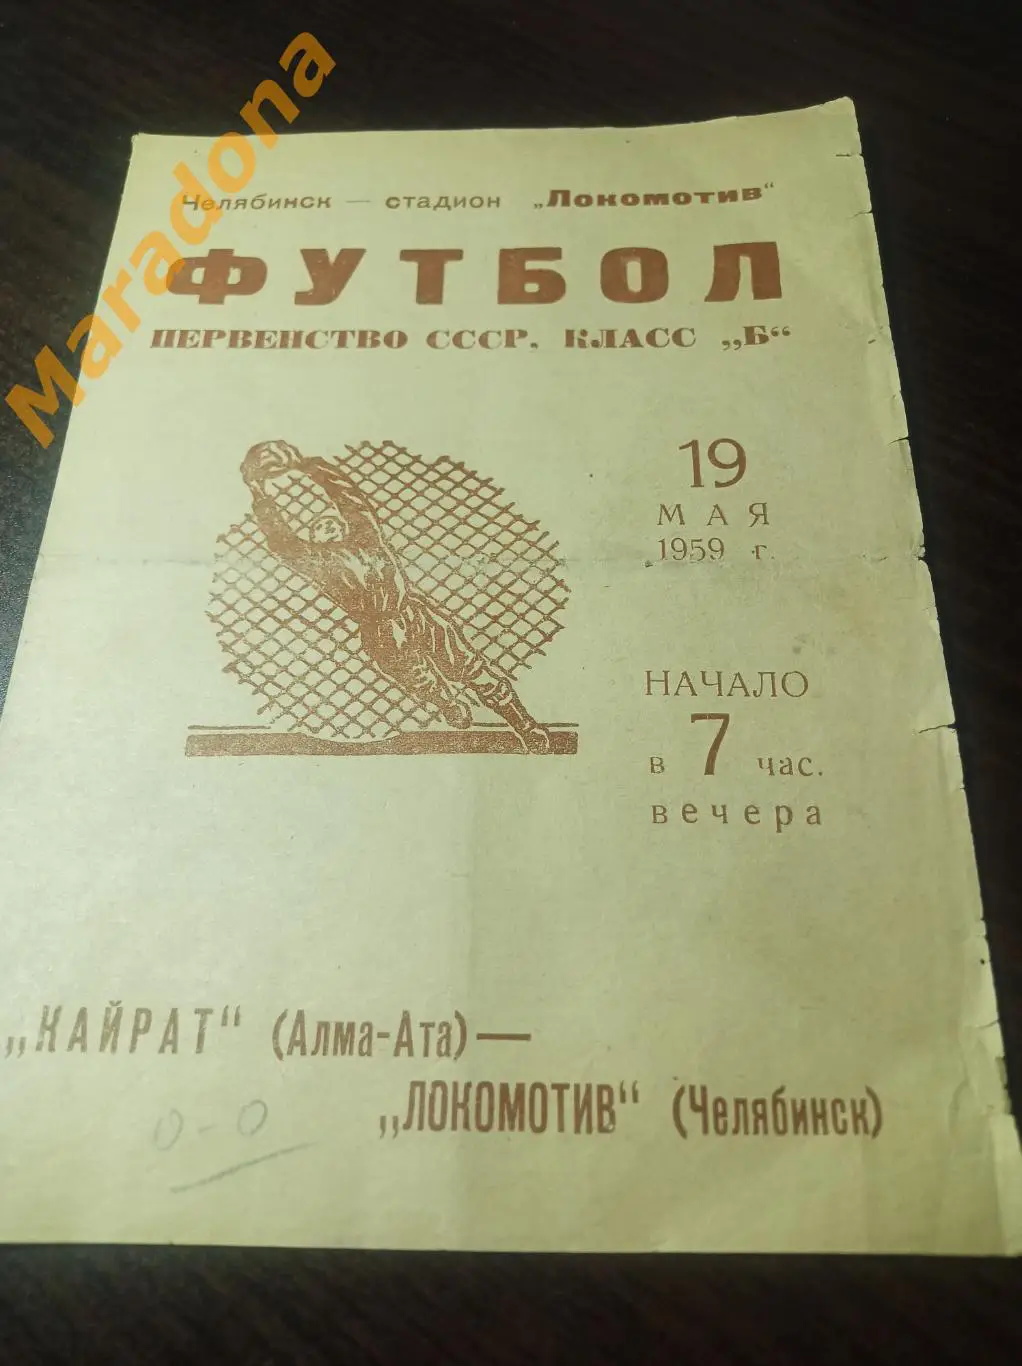 Maradona
Челябинск — стадион „Локомотив“
ФУТБОЛ
ПЕРВЕНСТВО СССР. КЛАСС „Б“
19
МАЯ
1959 г.
НАЧАЛО
в 7 час.
вечера
„КАЙРАТ“ (Алма-Ата) —
„ЛОКОМОТИВ“ (Челябинск)
0-0